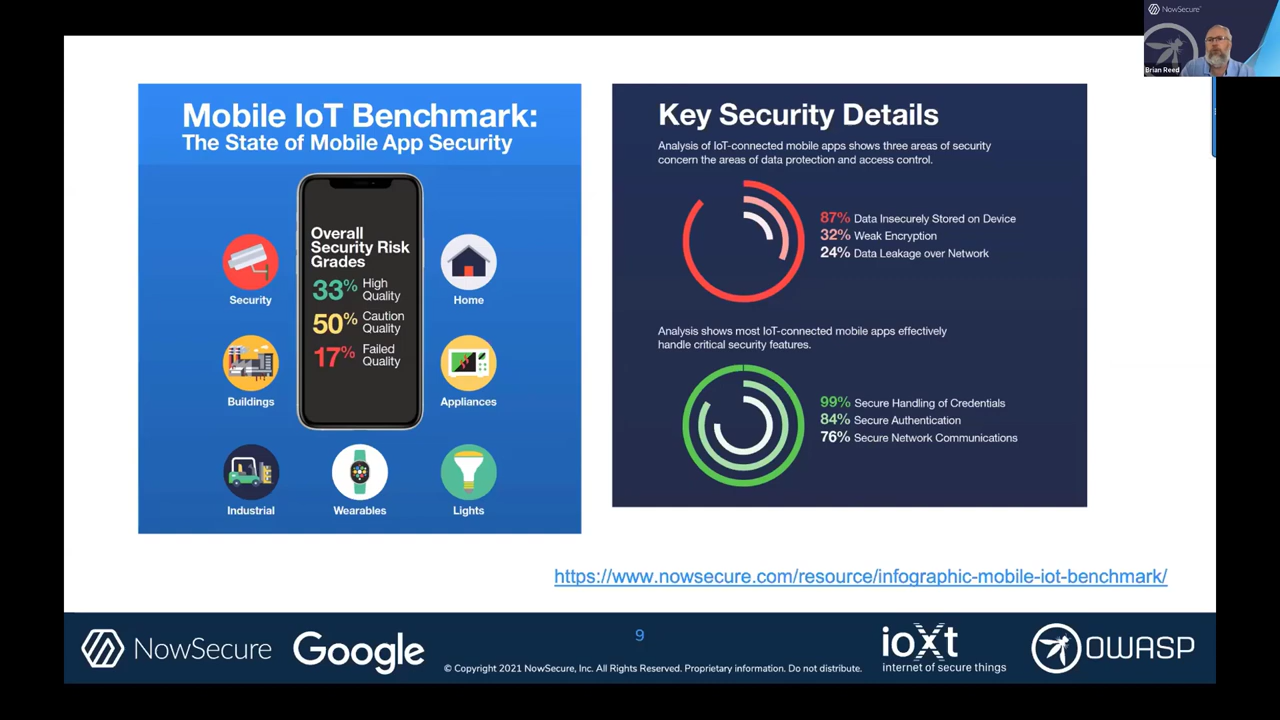 NowSecure
Brian Reed
Mobile IoT Benchmark:
The State of Mobile App Security
Overall
Security Risk
Grades
33% High
Quality
50% Caution
Quality
17% Failed
Quality
Security
Home
Buildings
Appliances
Industrial
Wearables
Lights
Key Security Details
Analysis of IoT-connected mobile apps shows three areas of security
concern the areas of data protection and access control.
87% Data Insecurely Stored on Device
32% Weak Encryption
24% Data Leakage over Network
Analysis shows most IoT-connected mobile apps effectively
handle critical security features.
99% Secure Handling of Credentials
84% Secure Authentication
76% Secure Network Communications
https://www.nowsecure.com/resource/infographic-mobile-iot-benchmark/
NowSecure
Google
9
© Copyright 2021 NowSecure, Inc. All Rights Reserved. Proprietary information. Do not distribute.
ioXt
internet of secure things
OWASP